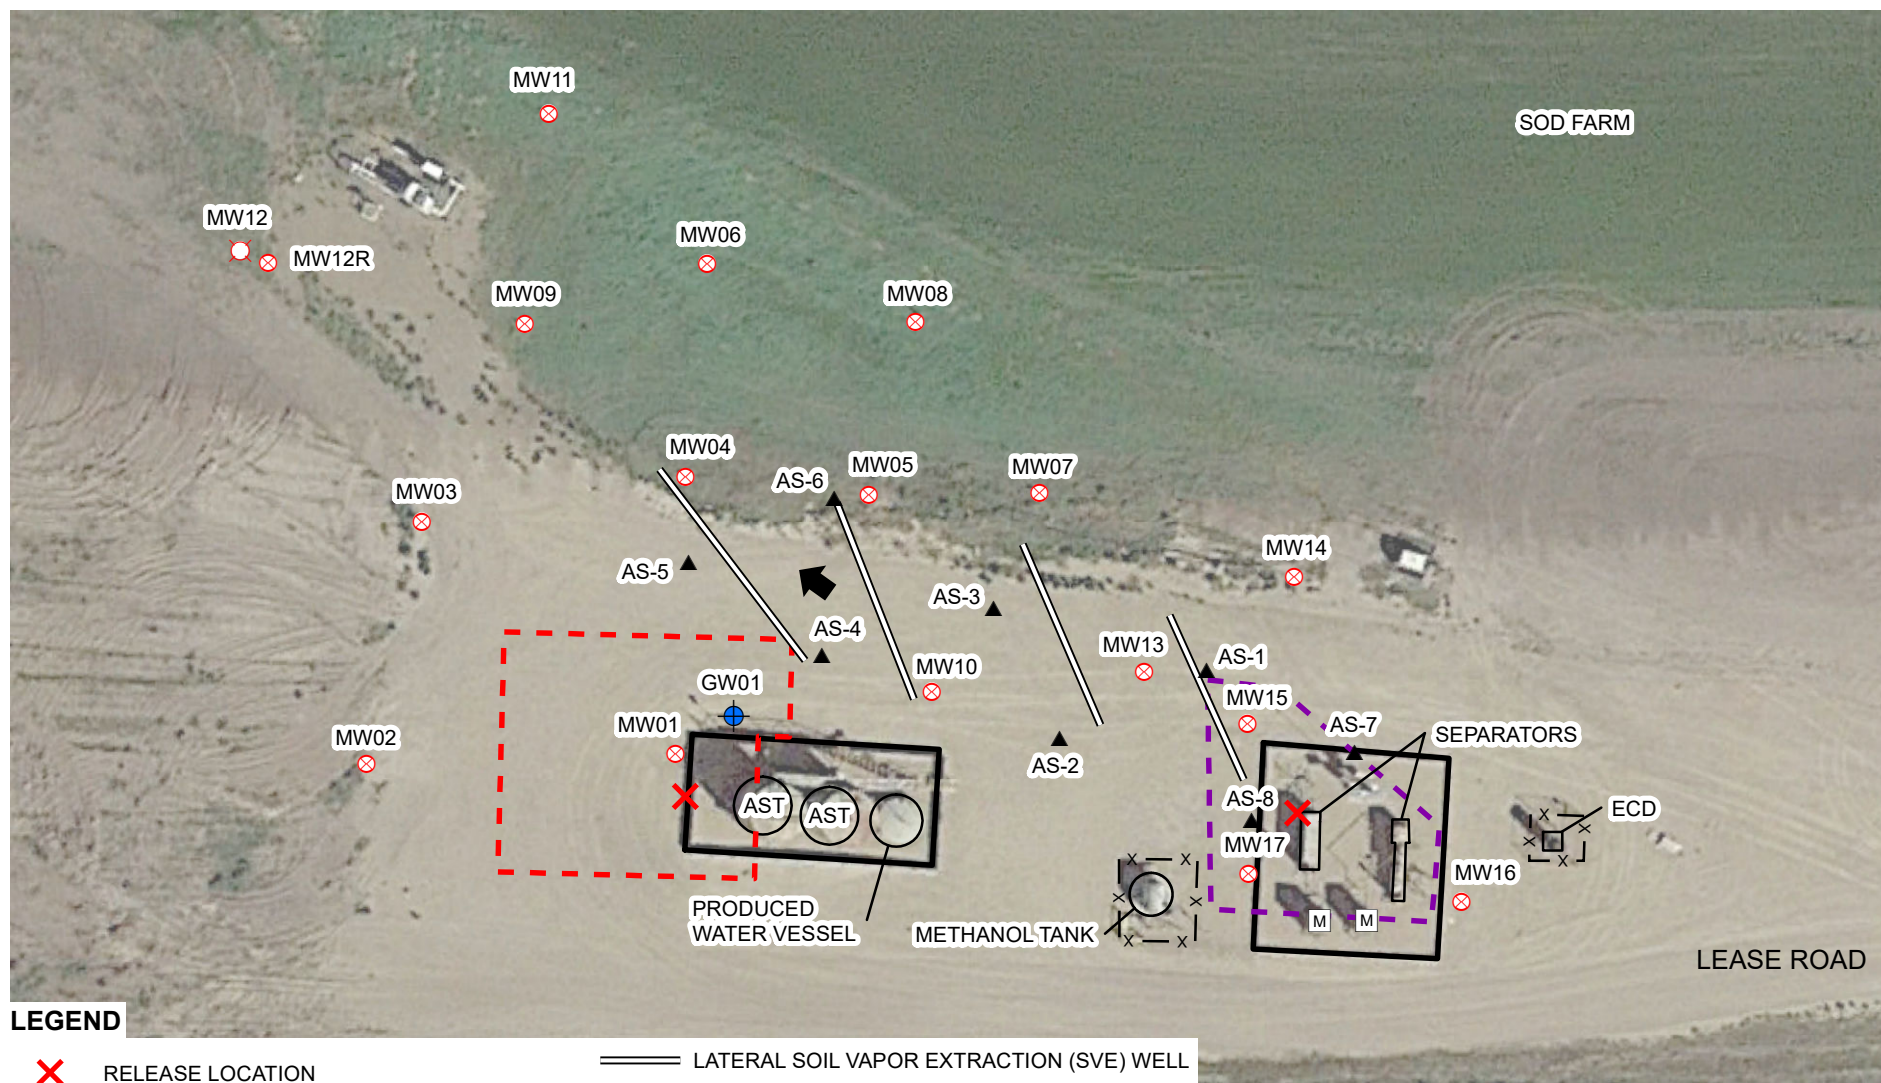 MW11
SOD FARM
MW12
MW12R
MW06
MW09
MW08
MW04
AS-6
MW05
MW07
MW03
AS-5
MW14
AS-3
AS-4
MW13
AS-1
MW10
GW01
MW15
MW01
MW02
AS-7
SEPARATORS
AS-2
AST
AST
AS-8
ECD
MW17
MW16
PRODUCED
WATER VESSEL
METHANOL TANK
X X
X X
X X
X X
X X
X
M
M
LEASE ROAD
LEGEND
RELEASE LOCATION
LATERAL SOIL VAPOR EXTRACTION (SVE) WELL